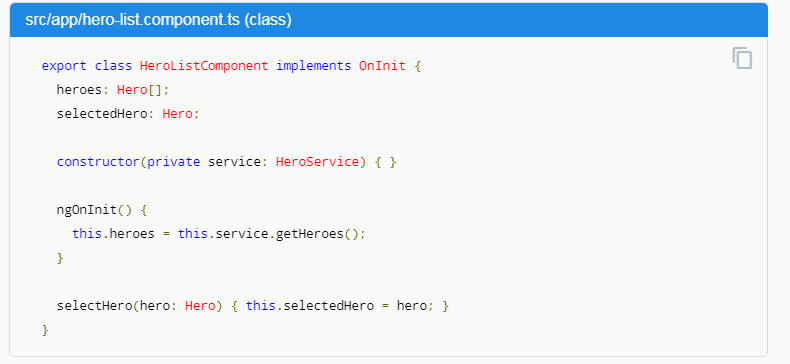 src/app/hero-list.component.ts (class)
export class HeroListComponent implements OnInit {
heroes: Hero[];
selectedHero: Hero;
constructor(private service: HeroService) { }
ngOnInit() {
this.heroes = this.service.getHeroes();
}
selectHero(hero: Hero) { this.selectedHero = hero; }
}